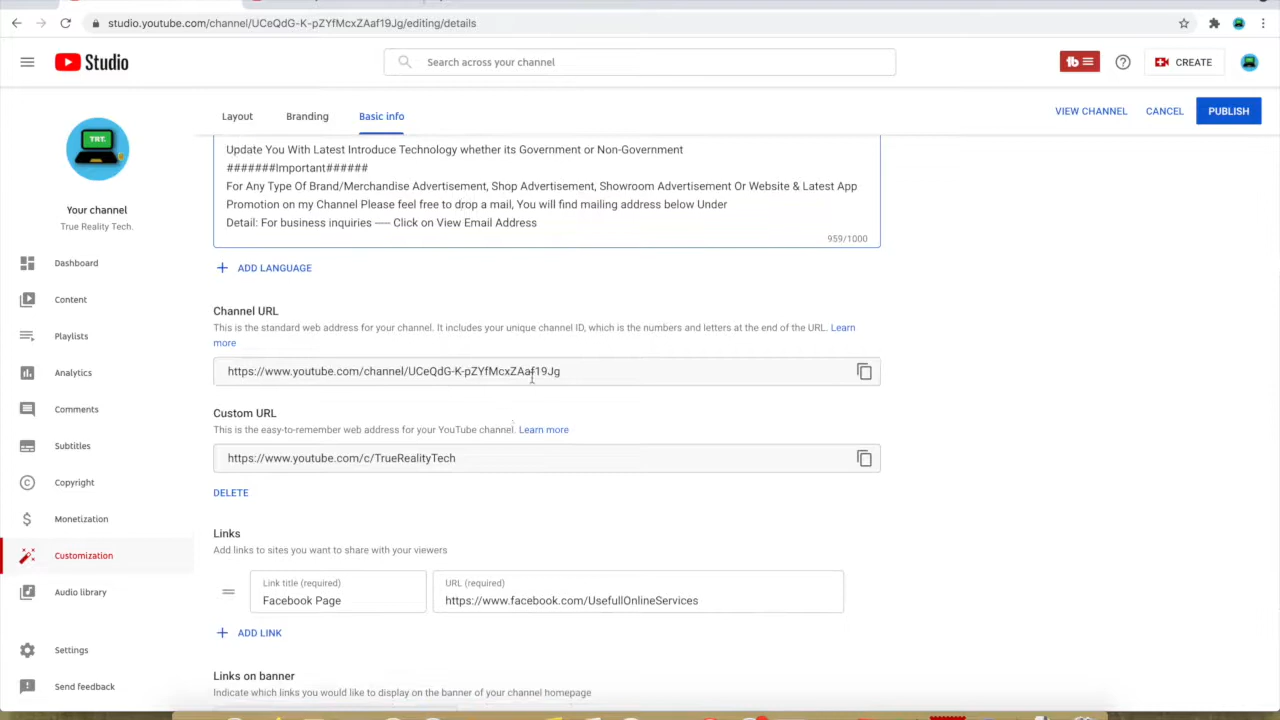 studio.youtube.com/channel/UCeQdG-K-pZYfMcxZAaf19Jg/editing/details
Studio
Search across your channel
tb
CREATE
Layout
Branding
Basic info
VIEW CHANNEL
CANCEL
PUBLISH
TRT.
Your channel
True Reality Tech.
Dashboard
Content
Playlists
Analytics
Comments
Subtitles
Copyright
Monetization
Customization
Audio library
Settings
Send feedback
Update You With Latest Introduce Technology whether its Government or Non-Government
#######Important######
For Any Type Of Brand/Merchandise Advertisement, Shop Advertisement, Showroom Advertisement Or Website & Latest App
Promotion on my Channel Please feel free to drop a mail, You will find mailing address below Under
Detail: For business inquiries ---- Click on View Email Address
959/1000
ADD LANGUAGE
Channel URL
This is the standard web address for your channel. It includes your unique channel ID, which is the numbers and letters at the end of the URL. Learn
more
https://www.youtube.com/channel/UCeQdG-K-pZYfMcxZAaf19Jg
Custom URL
This is the easy-to-remember web address for your YouTube channel. Learn more
https://www.youtube.com/c/TrueRealityTech
DELETE
Links
Add links to sites you want to share with your viewers
Link title (required)
Facebook Page
URL (required)
https://www.facebook.com/UsefullOnlineServices
ADD LINK
Links on banner
Indicate which links you would like to display on the banner of your channel homepage